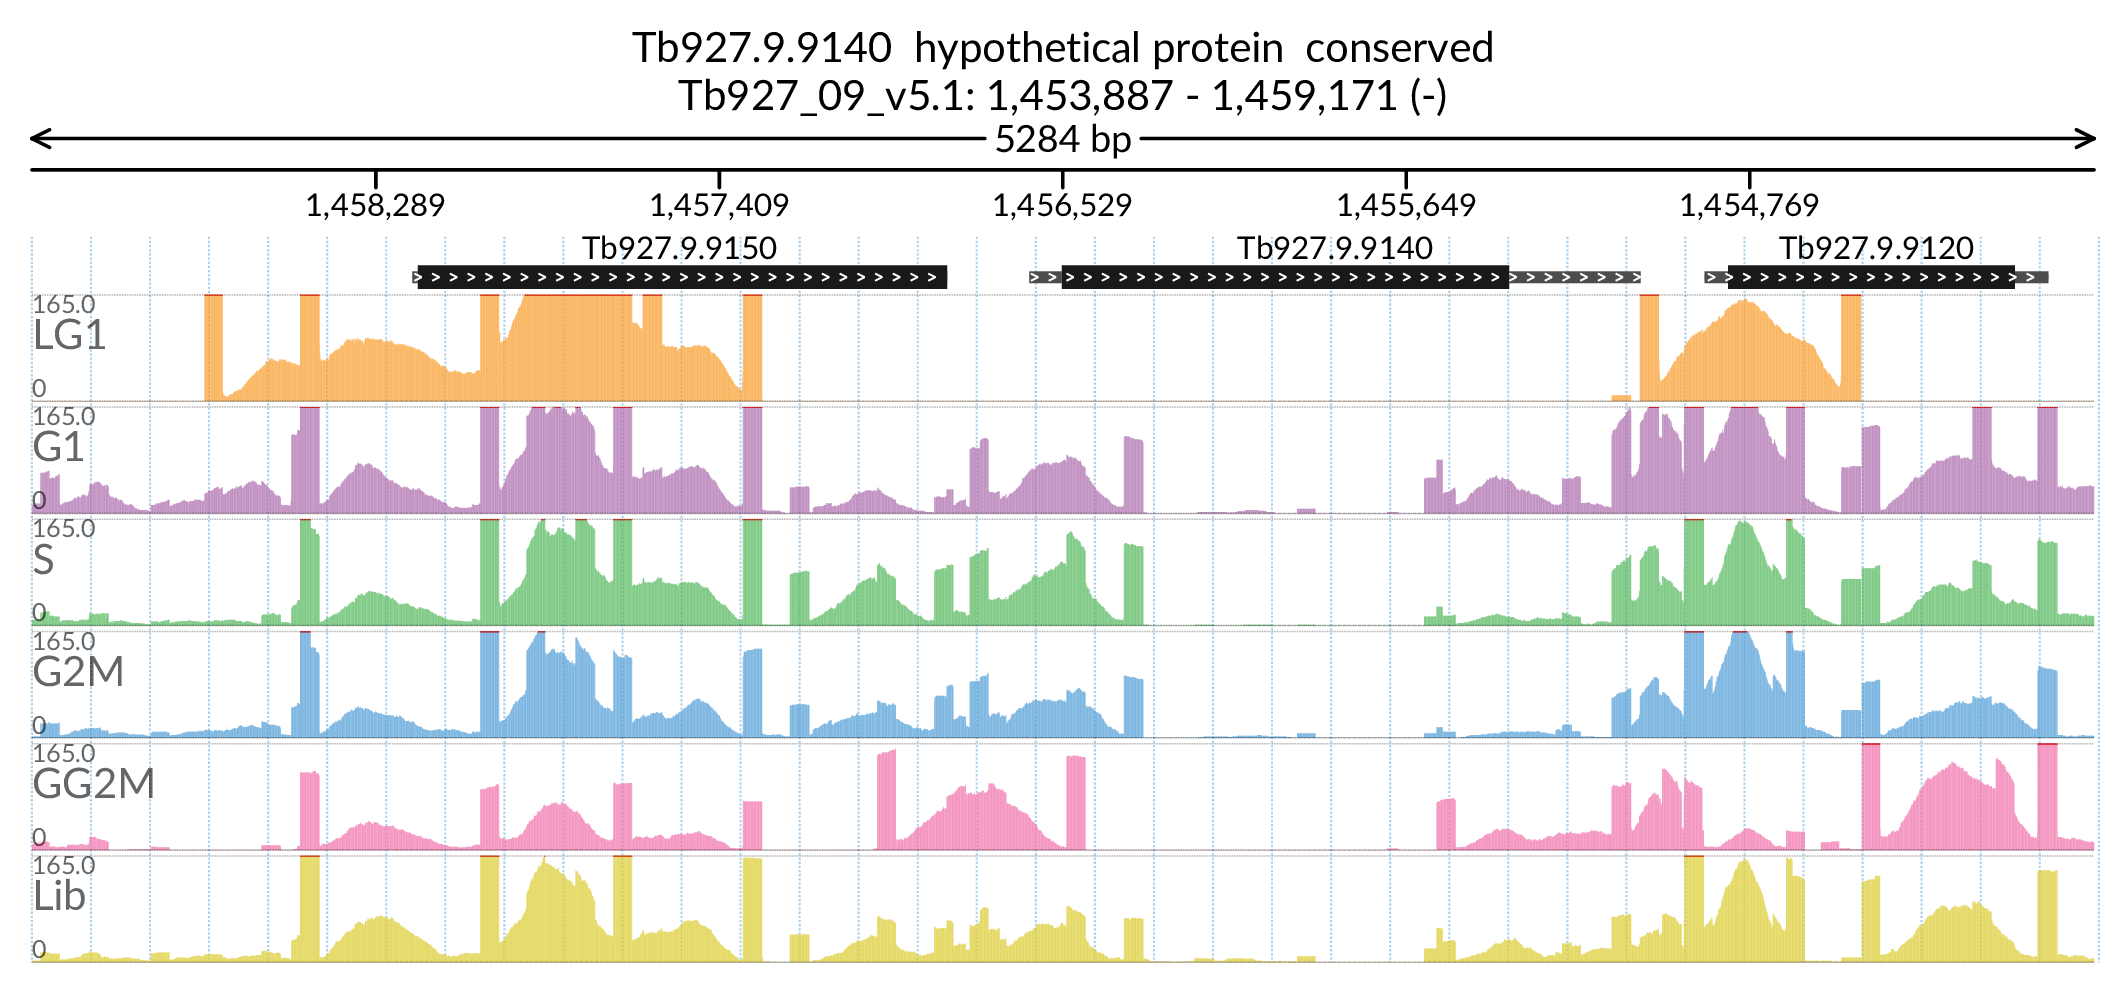 Tb927.9.9140  hypothetical protein  conserved
Tb927_09_v5.1: 1,453,887 - 1,459,171 (-)
5284 bp
1,458,289 1,457,409 1,456,529 1,455,649 1,454,769
Tb927.9.9150 Tb927.9.9140 Tb927.9.9120
165.0
LG1
0
165.0
G1
0
165.0
S
0
165.0
G2M
0
165.0
GG2M
0
165.0
Lib
0